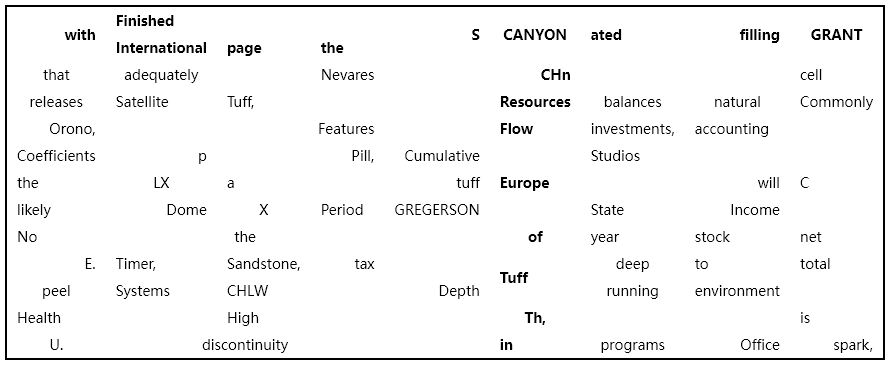 with Finished International page the S CANYON ated filling GRANT
that adequately Nevares CHn cell
releases Satellite Tuff, Resources balances natural Commonly
Orono, Features Flow investments, accounting
Coefficients p Pill, Cumulative Studios
the LX a tuff Europe will C
likely Dome X Period GREGERSON State Income
No the of year stock net
E. Timer, Sandstone, tax Tuff deep to total
peel Systems CHLW Depth running environment
Health High Th, is
U. discontinuity in programs Office spark,